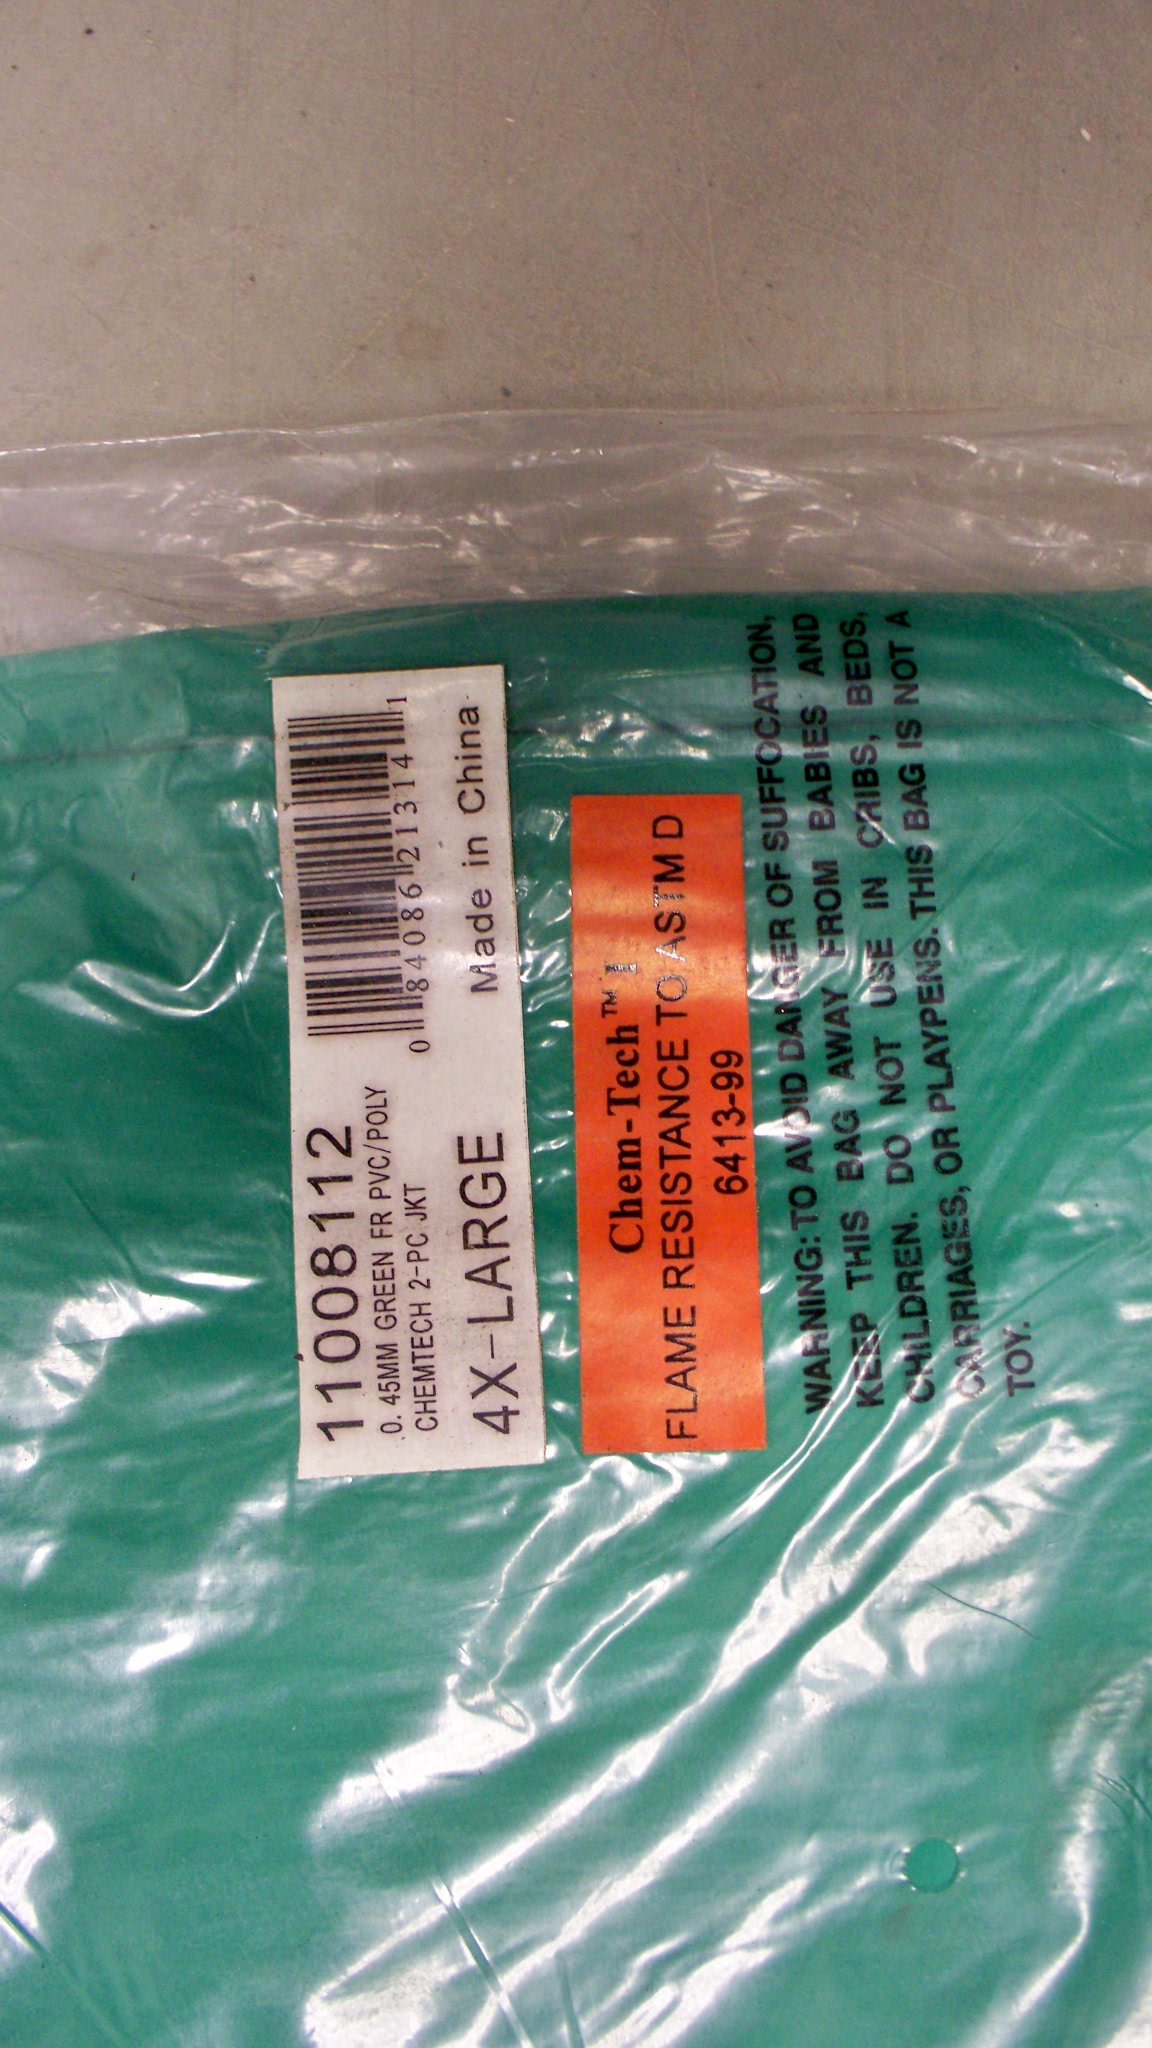 11008112
0. 45MM GREEN FR PVC/POLY
CHEMTECH 2-PC JKT
4X-LARGE
0 84086 21314 1
Made in China
Chem-Tech™ I
FLAME RESISTANCE TO ASTM D
6413-99
WARNING: TO AVOID DANGER OF SUFFOCATION,
KEEP THIS BAG AWAY FROM BABIES AND
CHILDREN. DO NOT USE IN CRIBS, BEDS,
CARRIAGES, OR PLAYPENS. THIS BAG IS NOT A
TOY.